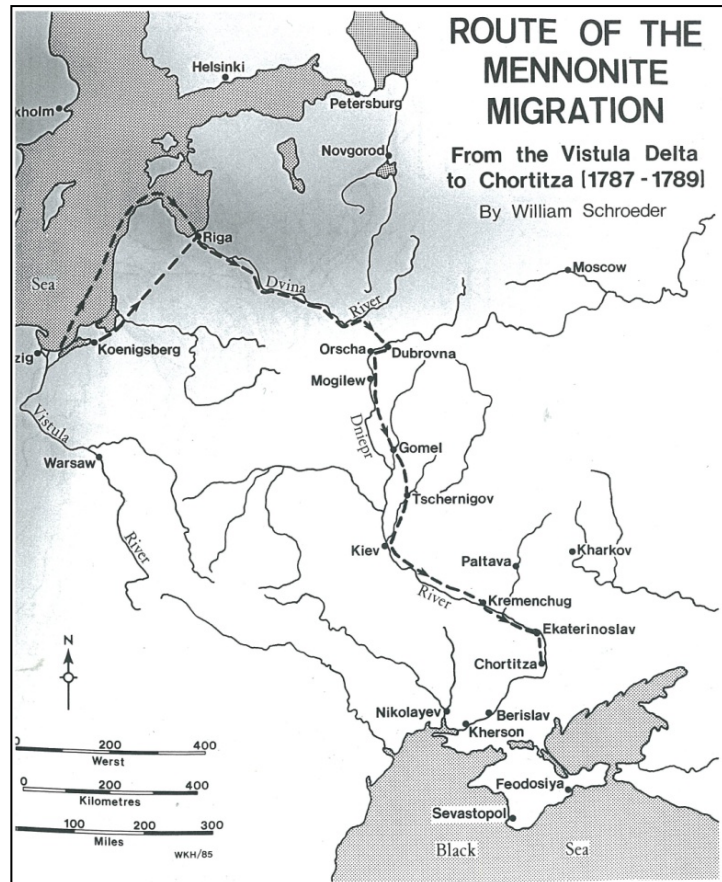 ROUTE OF THE
MENNONITE
MIGRATION
From the Vistula Delta
to Chortitza [1787 - 1789]
By William Schroeder
Helsinki
kholm
Petersburg
Novgorod
Riga
Moscow
Sea
Dvina
River
zig
Koenigsberg
Orscha
Dubrovna
Mogilew
Vistula
Dniepr
Gomel
Warsaw
Tschernigov
River
Kiev
Paltava
Kharkov
River
Kremenchug
Ekaterinoslav
N
Chortitza
Nikolayev
Berislav
Kherson
0 200 400
Werst
Feodosiya
0 200 400
Kilometres
Sevastopol
100 200 300
Miles
WKH/85
Black Sea